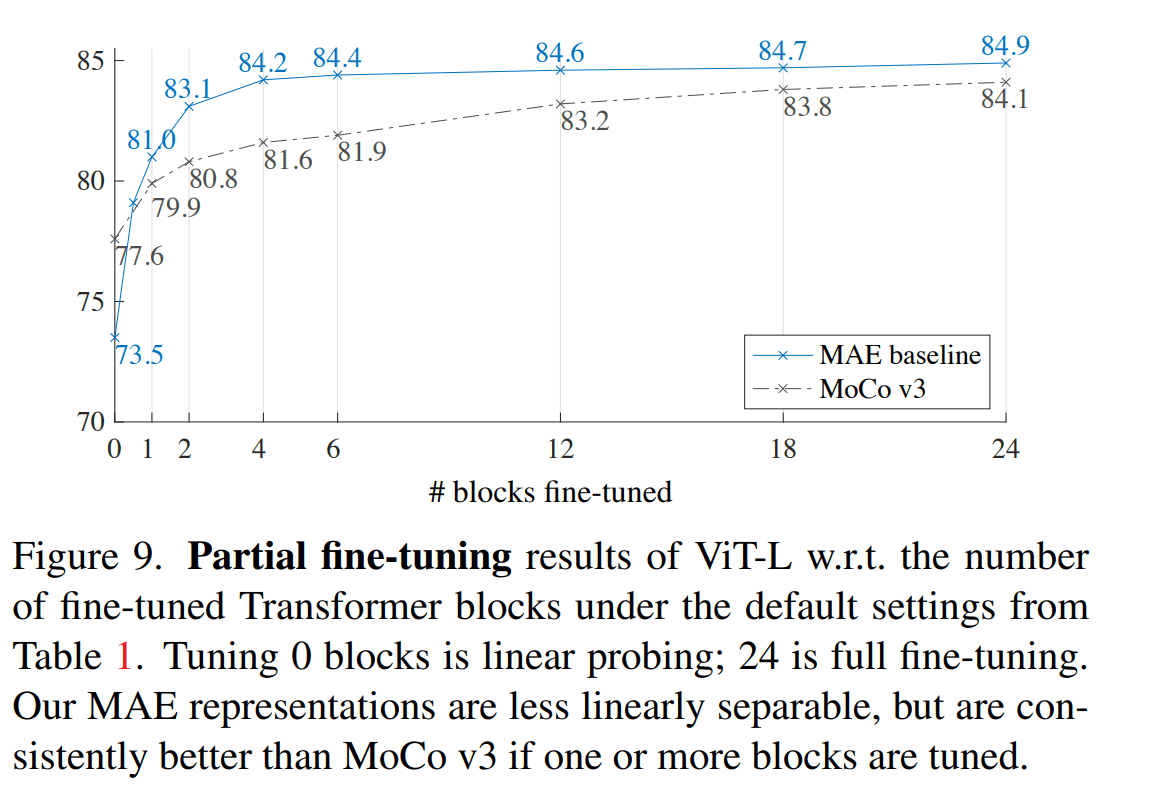 85
80
75
70
84.2
84.4
84.6
84.7
84.9
83.1
81.0
73.5
77.6
79.9
80.8
81.6
81.9
83.2
83.8
84.1
MAE baseline
MoCo v3
0 1 2 4 6 12 18 24
# blocks fine-tuned
Figure 9. Partial fine-tuning results of ViT-L w.r.t. the number
of fine-tuned Transformer blocks under the default settings from
Table 1. Tuning 0 blocks is linear probing; 24 is full fine-tuning.
Our MAE representations are less linearly separable, but are con-
sistently better than MoCo v3 if one or more blocks are tuned.